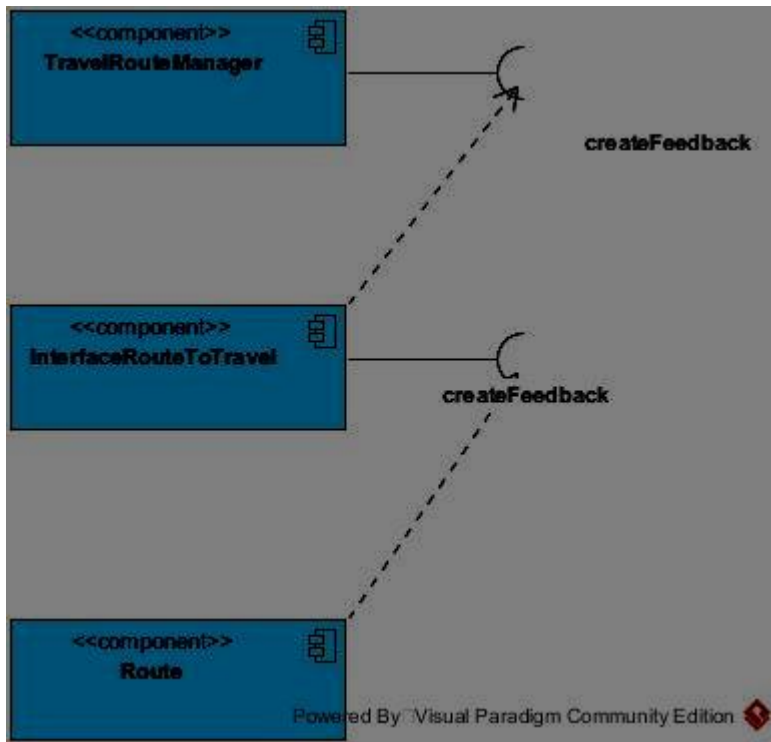 <<component>>
TravelRouteManager
createFeedback
<<component>>
InterfaceRouteToTravel
createFeedback
<<component>>
Route
Powered By Visual Paradigm Community Edition